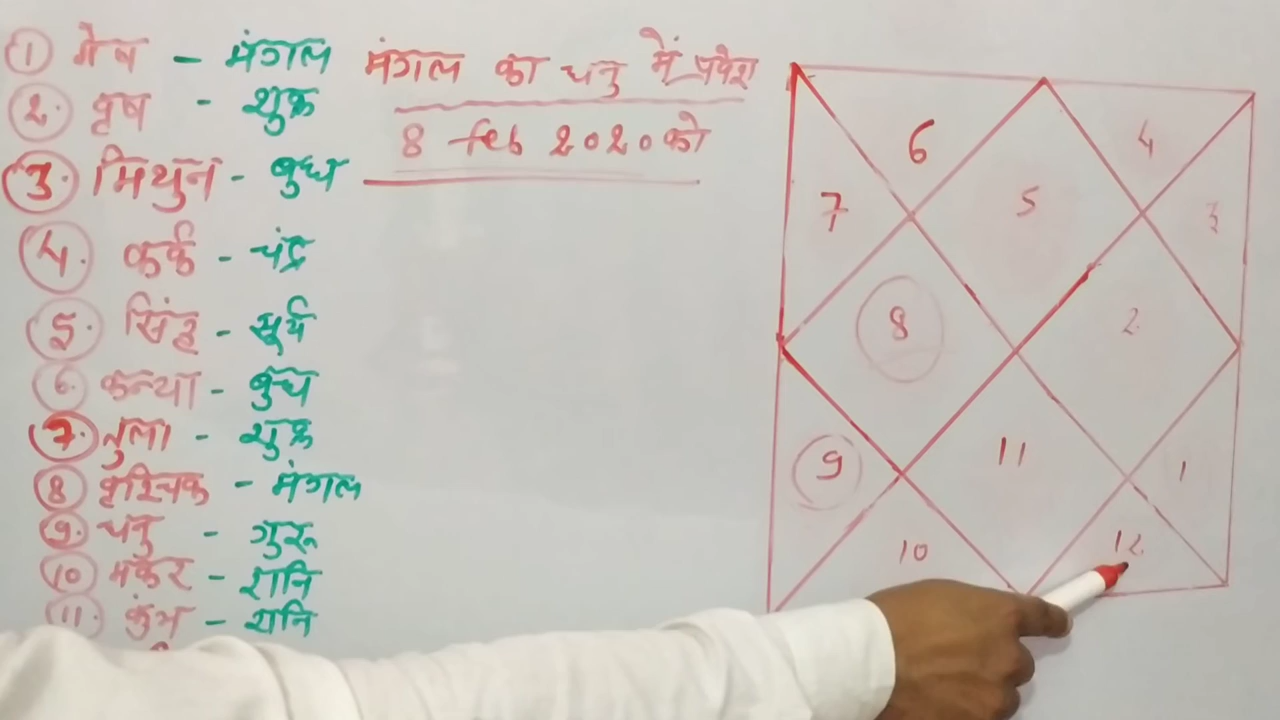 1 मेष - मंगल
2. वृष - शुक्र
3. मिथुन - बुध
4. कर्क - चंद्र
5. सिंह - सूर्य
6. कन्या - बुध
7. तुला - शुक्र
8 वृश्चिक - मंगल
9. धनु - गुरु
10 मकर - शनि
11. कुंभ - शनि
मंगल का धनु में प्रवेश
8 feb 2020 को
6
4
7
5
3
8
2
9
11
1
10
12